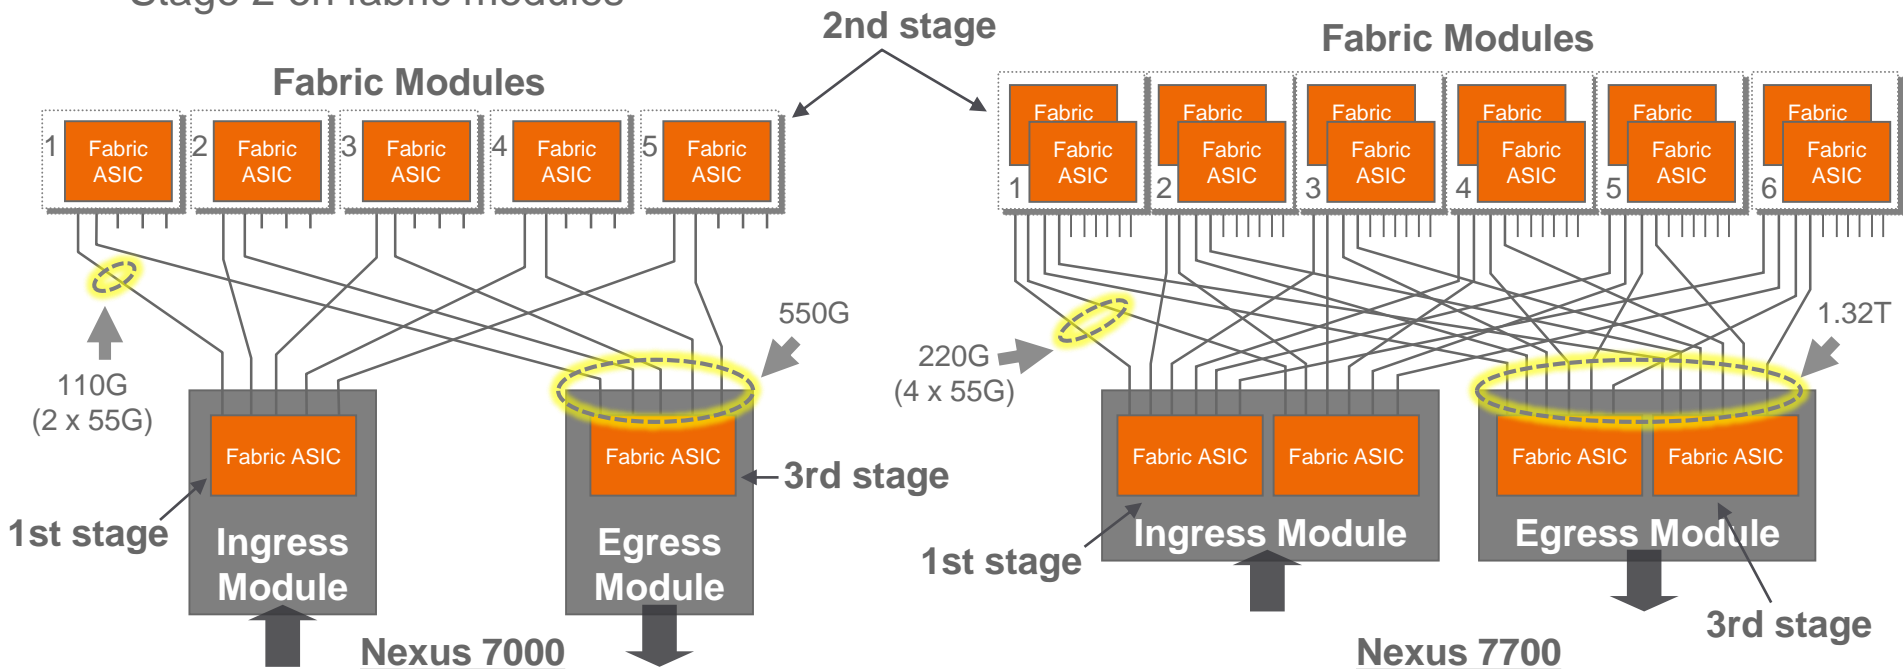 Stage 2 on fabric modules
2nd stage
Fabric Modules
1
Fabric
ASIC
2
Fabric
ASIC
3
Fabric
ASIC
4
Fabric
ASIC
5
Fabric
ASIC
110G
(2 x 55G)
550G
Fabric ASIC
Fabric ASIC
1st stage
3rd stage
Ingress
Module
Egress
Module
Nexus 7000
Fabric Modules
Fabric
Fabric
ASIC
1
Fabric
Fabric
ASIC
2
Fabric
Fabric
ASIC
3
Fabric
Fabric
ASIC
4
Fabric
Fabric
ASIC
5
Fabric
Fabric
ASIC
6
220G
(4 x 55G)
1.32T
Fabric ASIC
Fabric ASIC
Fabric ASIC
Fabric ASIC
Ingress Module
Egress Module
1st stage
3rd stage
Nexus 7700